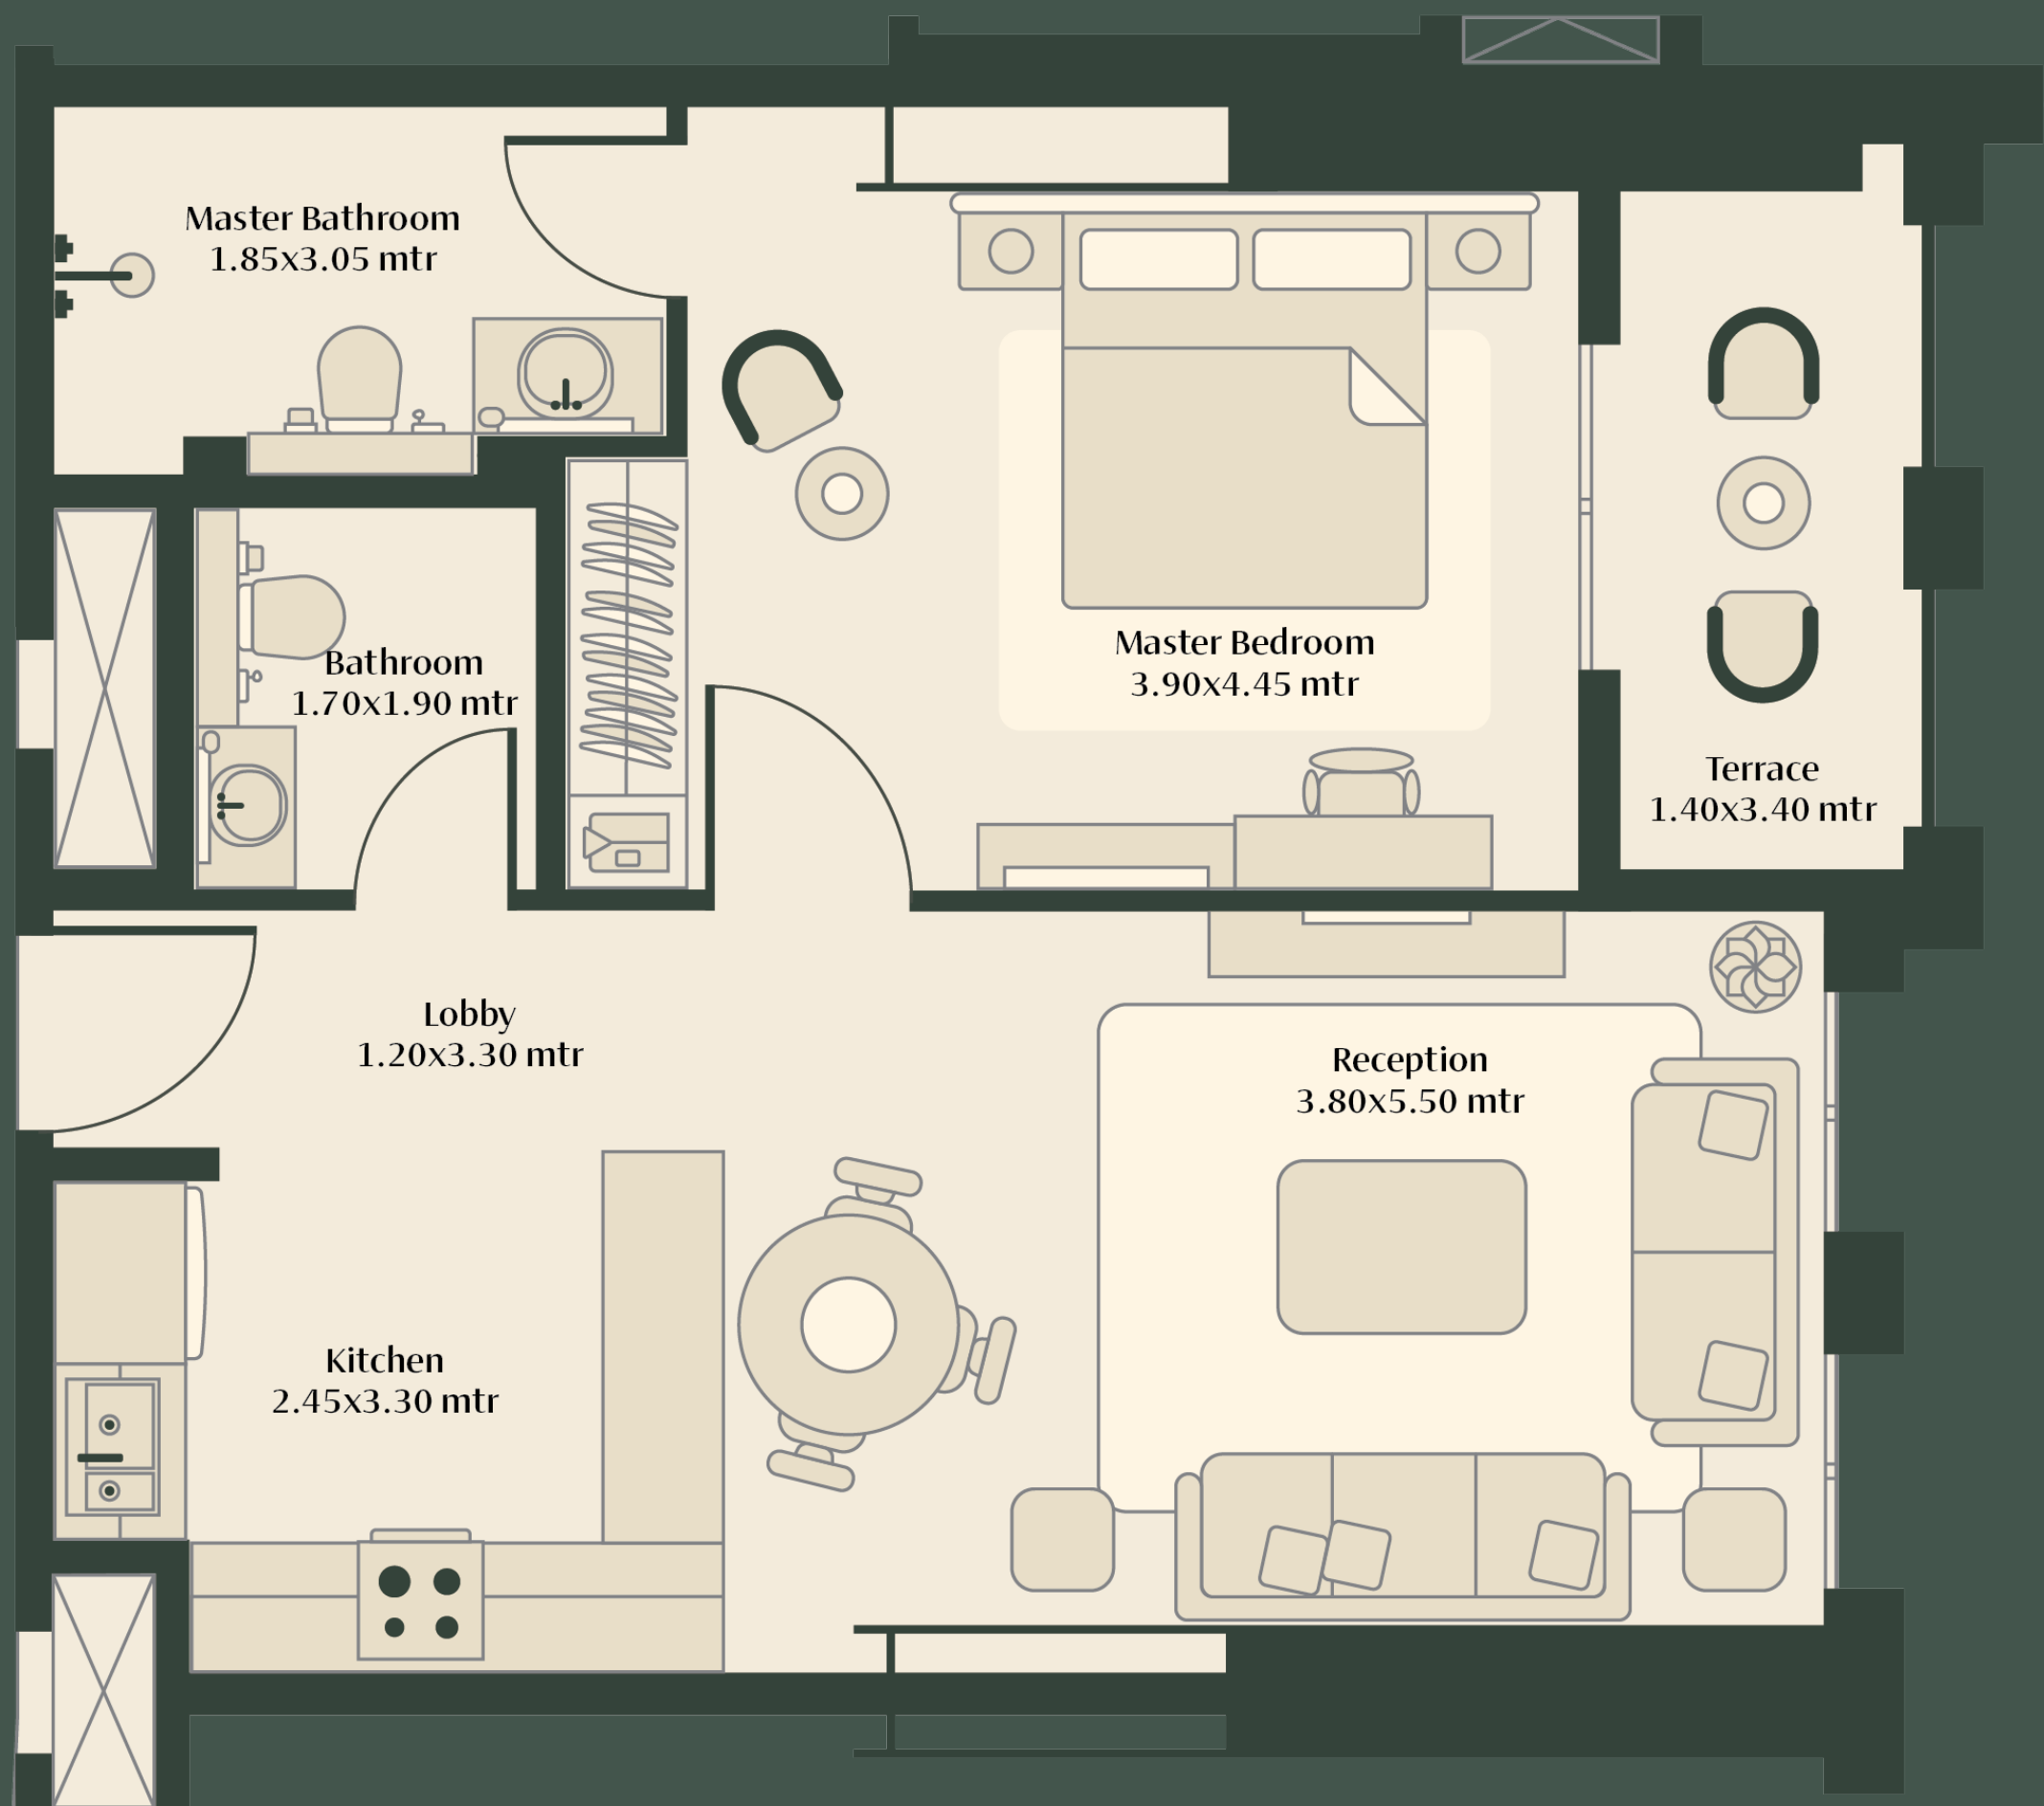 Master Bathroom
1.85x3.05 mtr
Bathroom
1.70x1.90 mtr
Master Bedroom
3.90x4.45 mtr
Terrace
1.40x3.40 mtr
Lobby
1.20x3.30 mtr
Reception
3.80x5.50 mtr
Kitchen
2.45x3.30 mtr